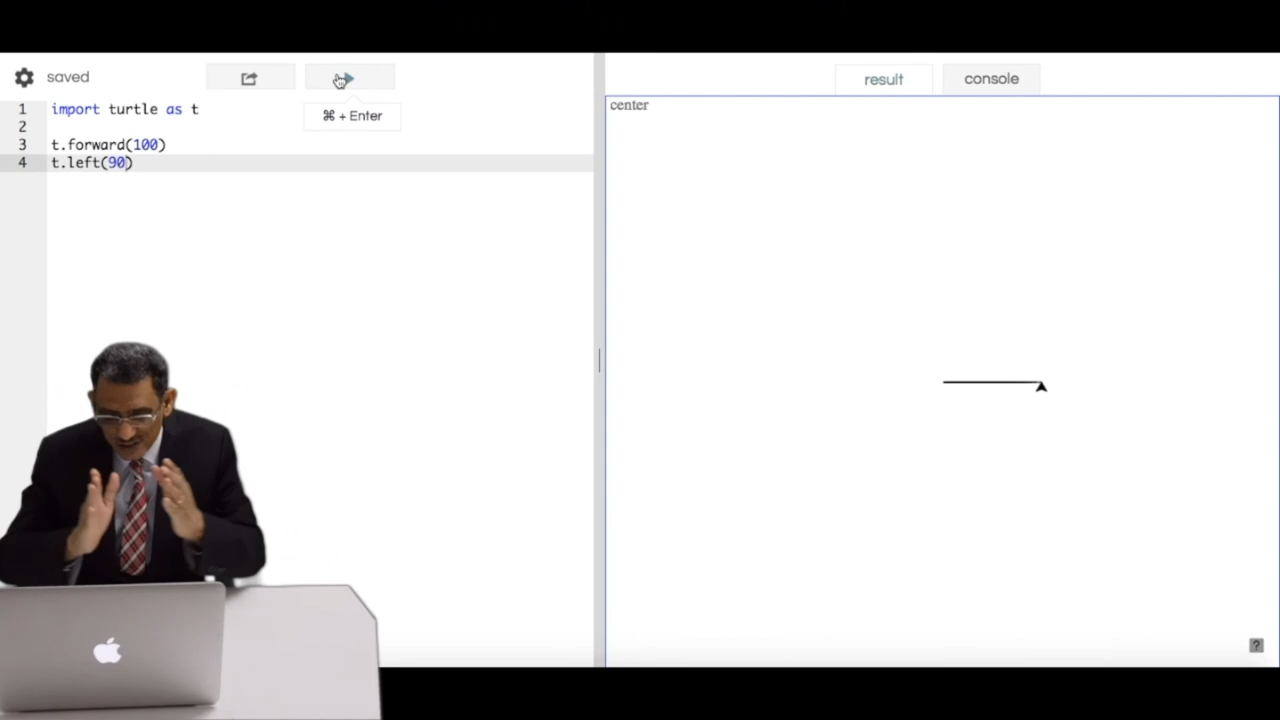 saved
result
console
⌘ + Enter
center
1 import turtle as t
2
3 t.forward(100)
4 t.left(90)
?